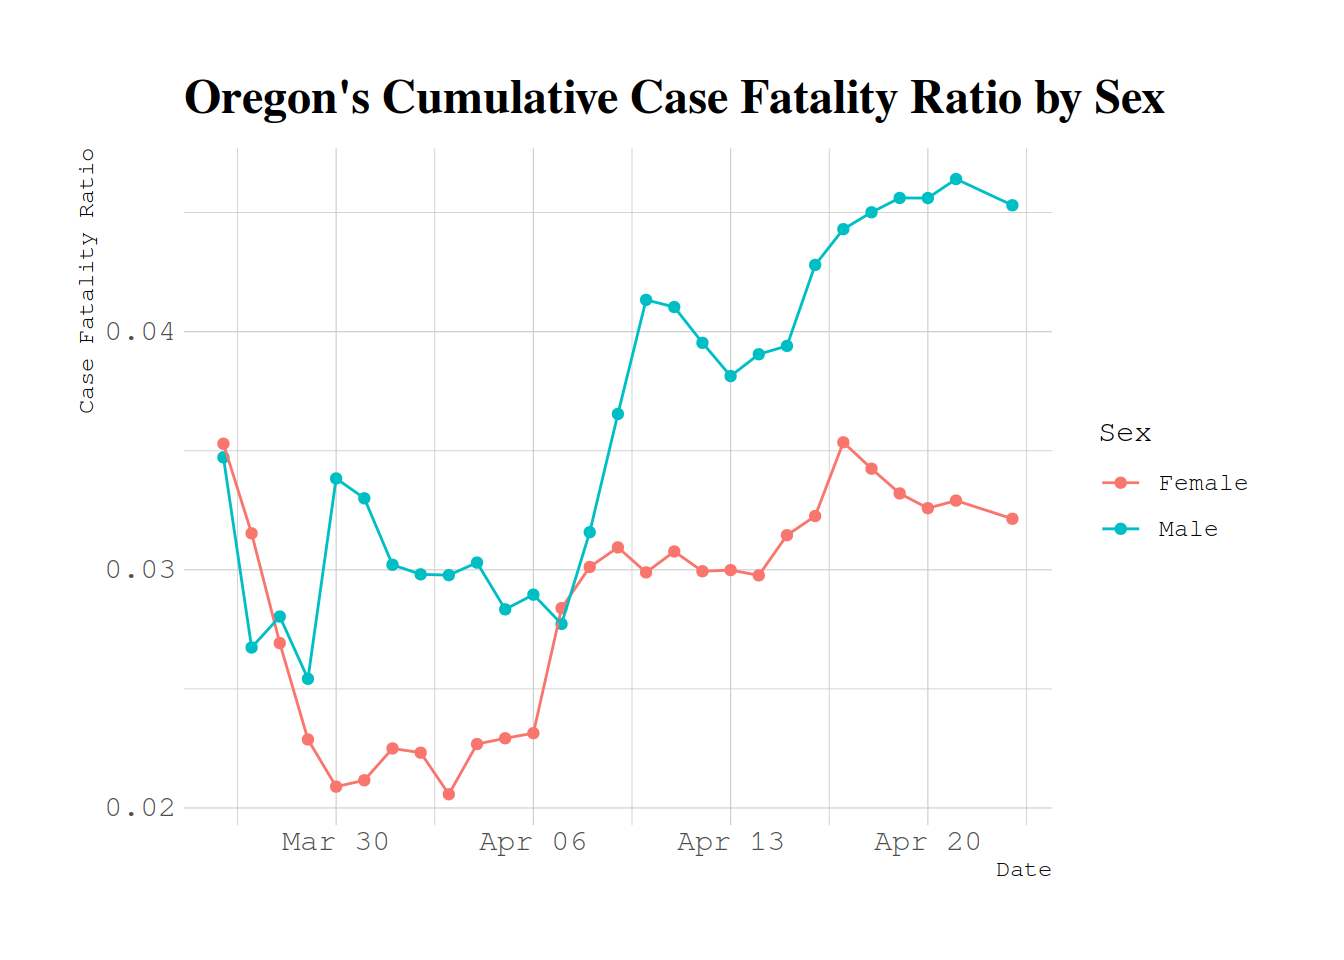 Oregon's Cumulative Case Fatality Ratio by Sex
Case Fatality Ratio
0.04
0.03
0.02
Mar 30
Apr 06
Apr 13
Apr 20
Date
Sex
Female
Male